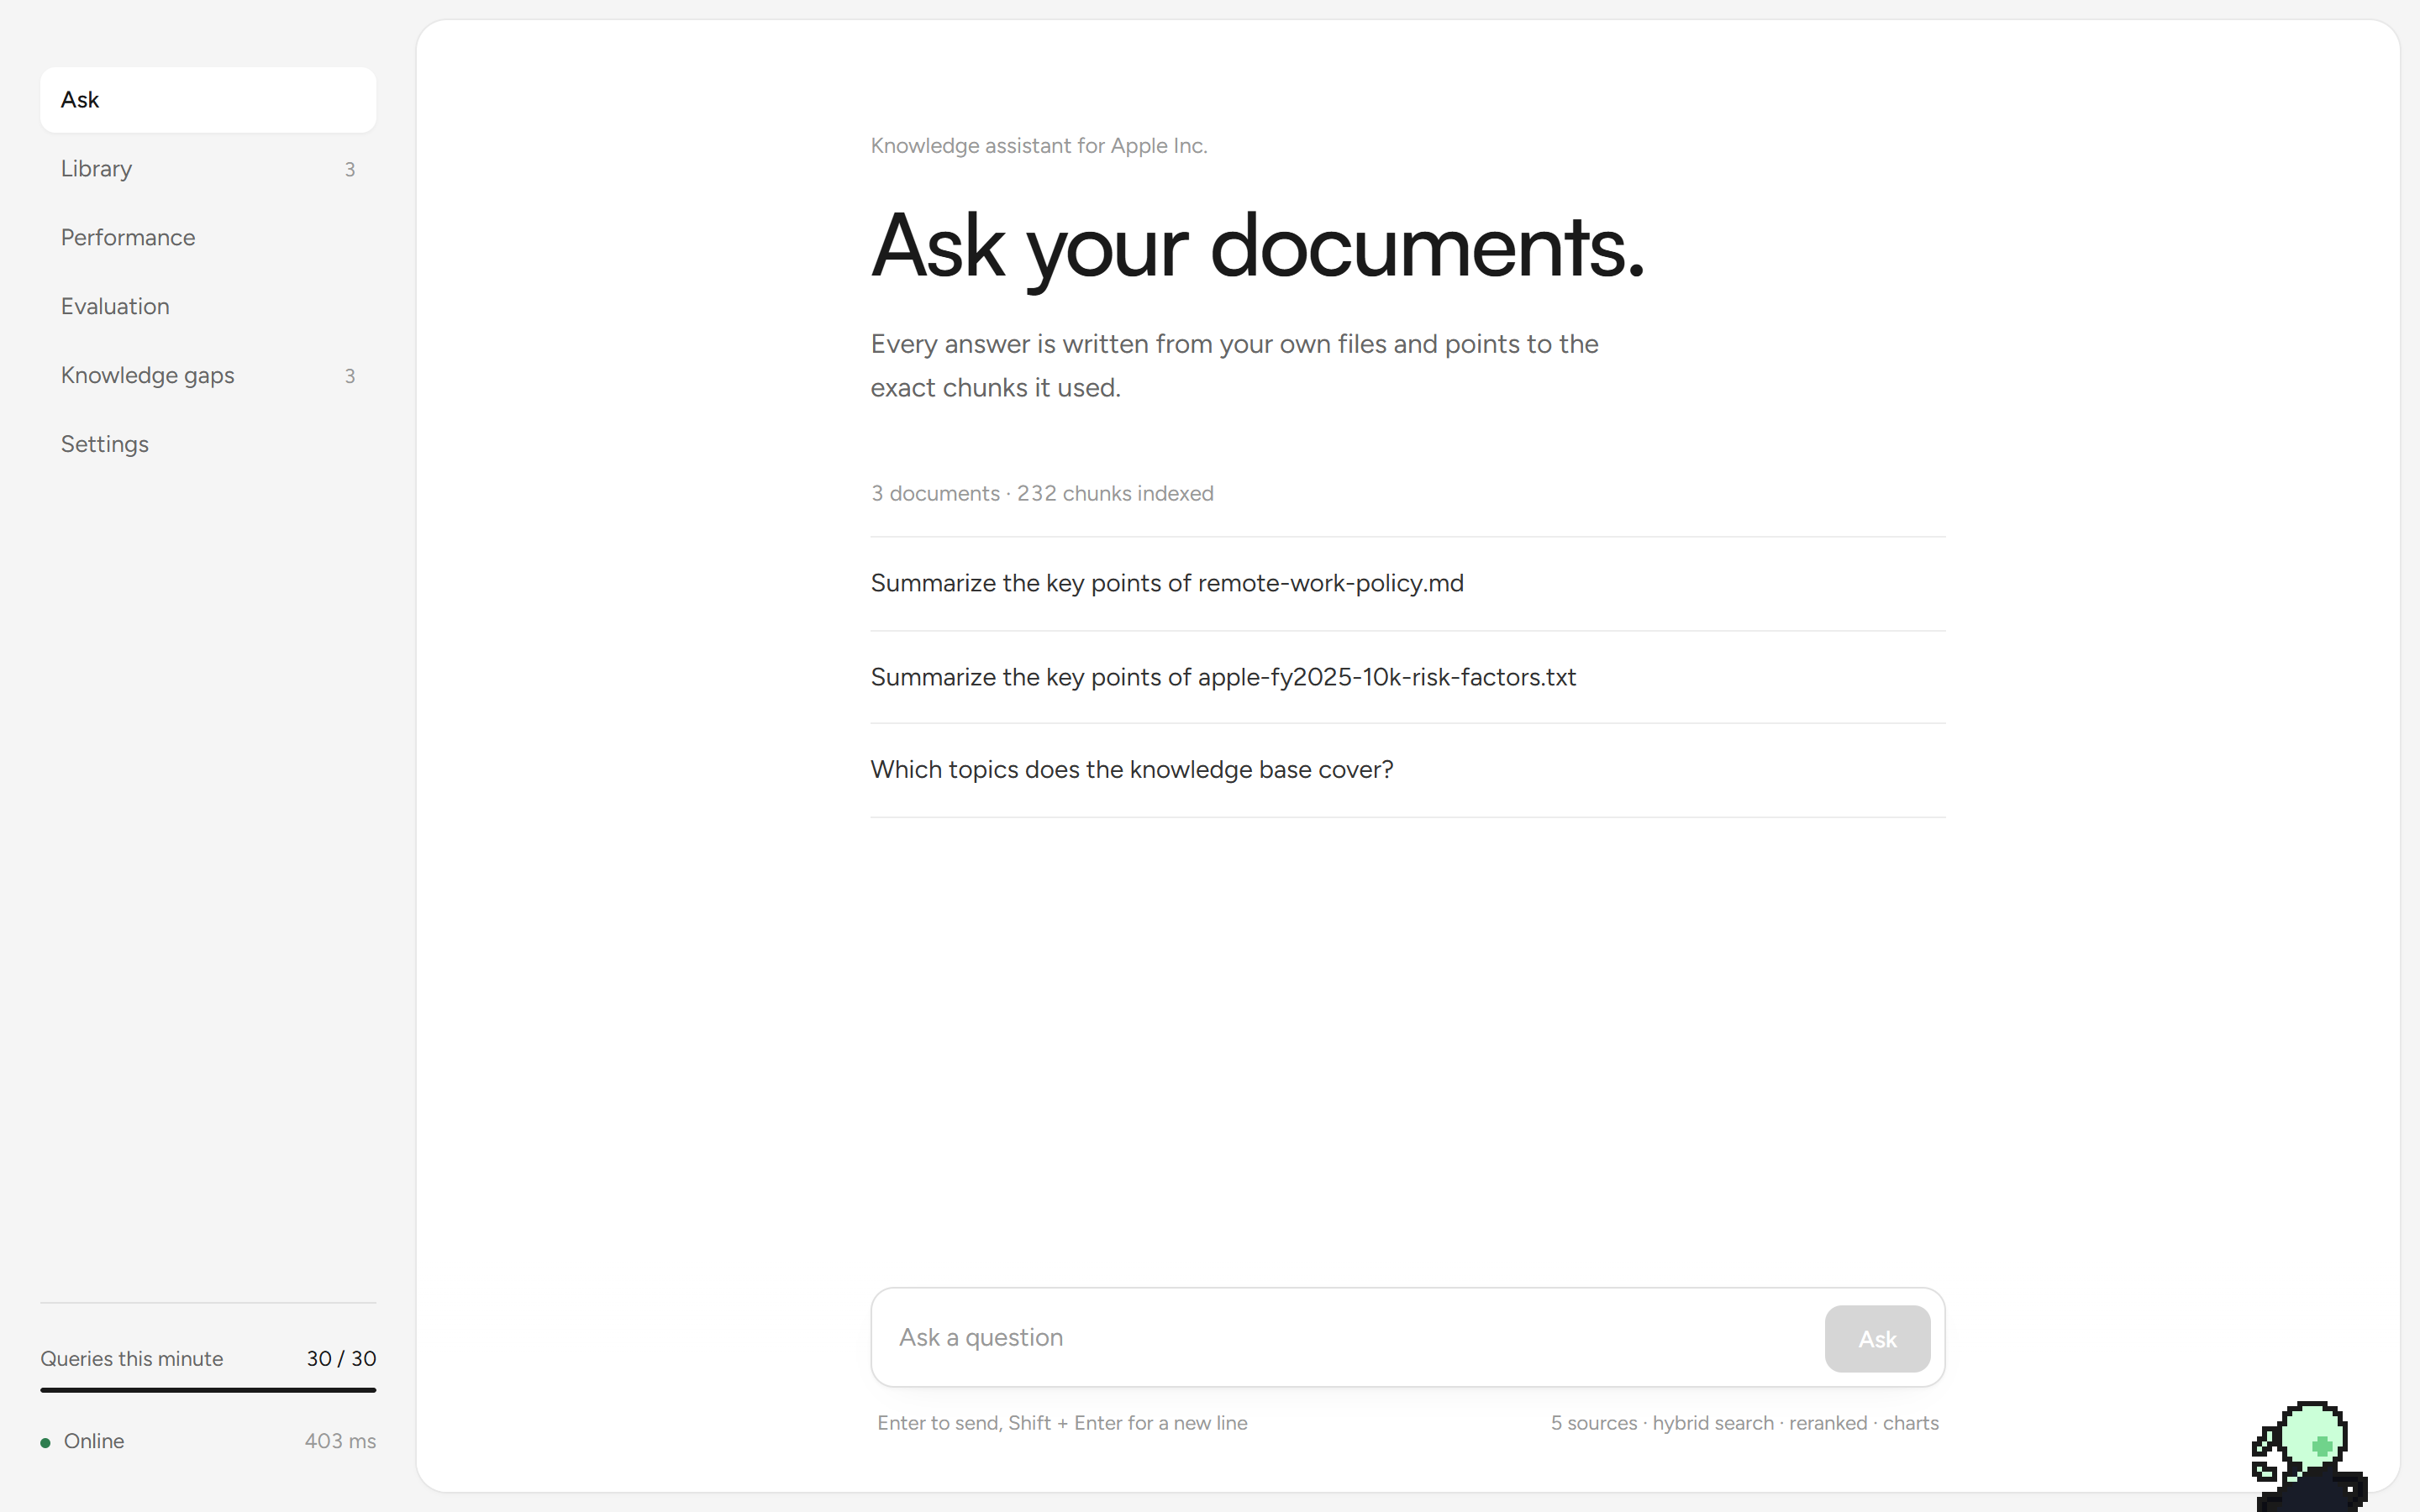 Ask
Library 3
Performance
Evaluation
Knowledge gaps 3
Settings
Queries this minute 30 / 30
Online 403 ms
Knowledge assistant for Apple Inc.
Ask your documents.
Every answer is written from your own files and points to the
exact chunks it used.
3 documents · 232 chunks indexed
Summarize the key points of remote-work-policy.md
Summarize the key points of apple-fy2025-10k-risk-factors.txt
Which topics does the knowledge base cover?
Ask a question Ask
Enter to send, Shift + Enter for a new line 5 sources · hybrid search · reranked · charts